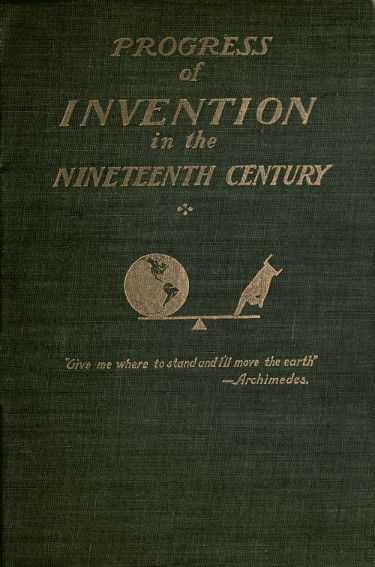 PROGRESS
of
INVENTION
in the
NINETEENTH CENTURY
"Give me where to stand and I'll move the earth"
—Archimedes.